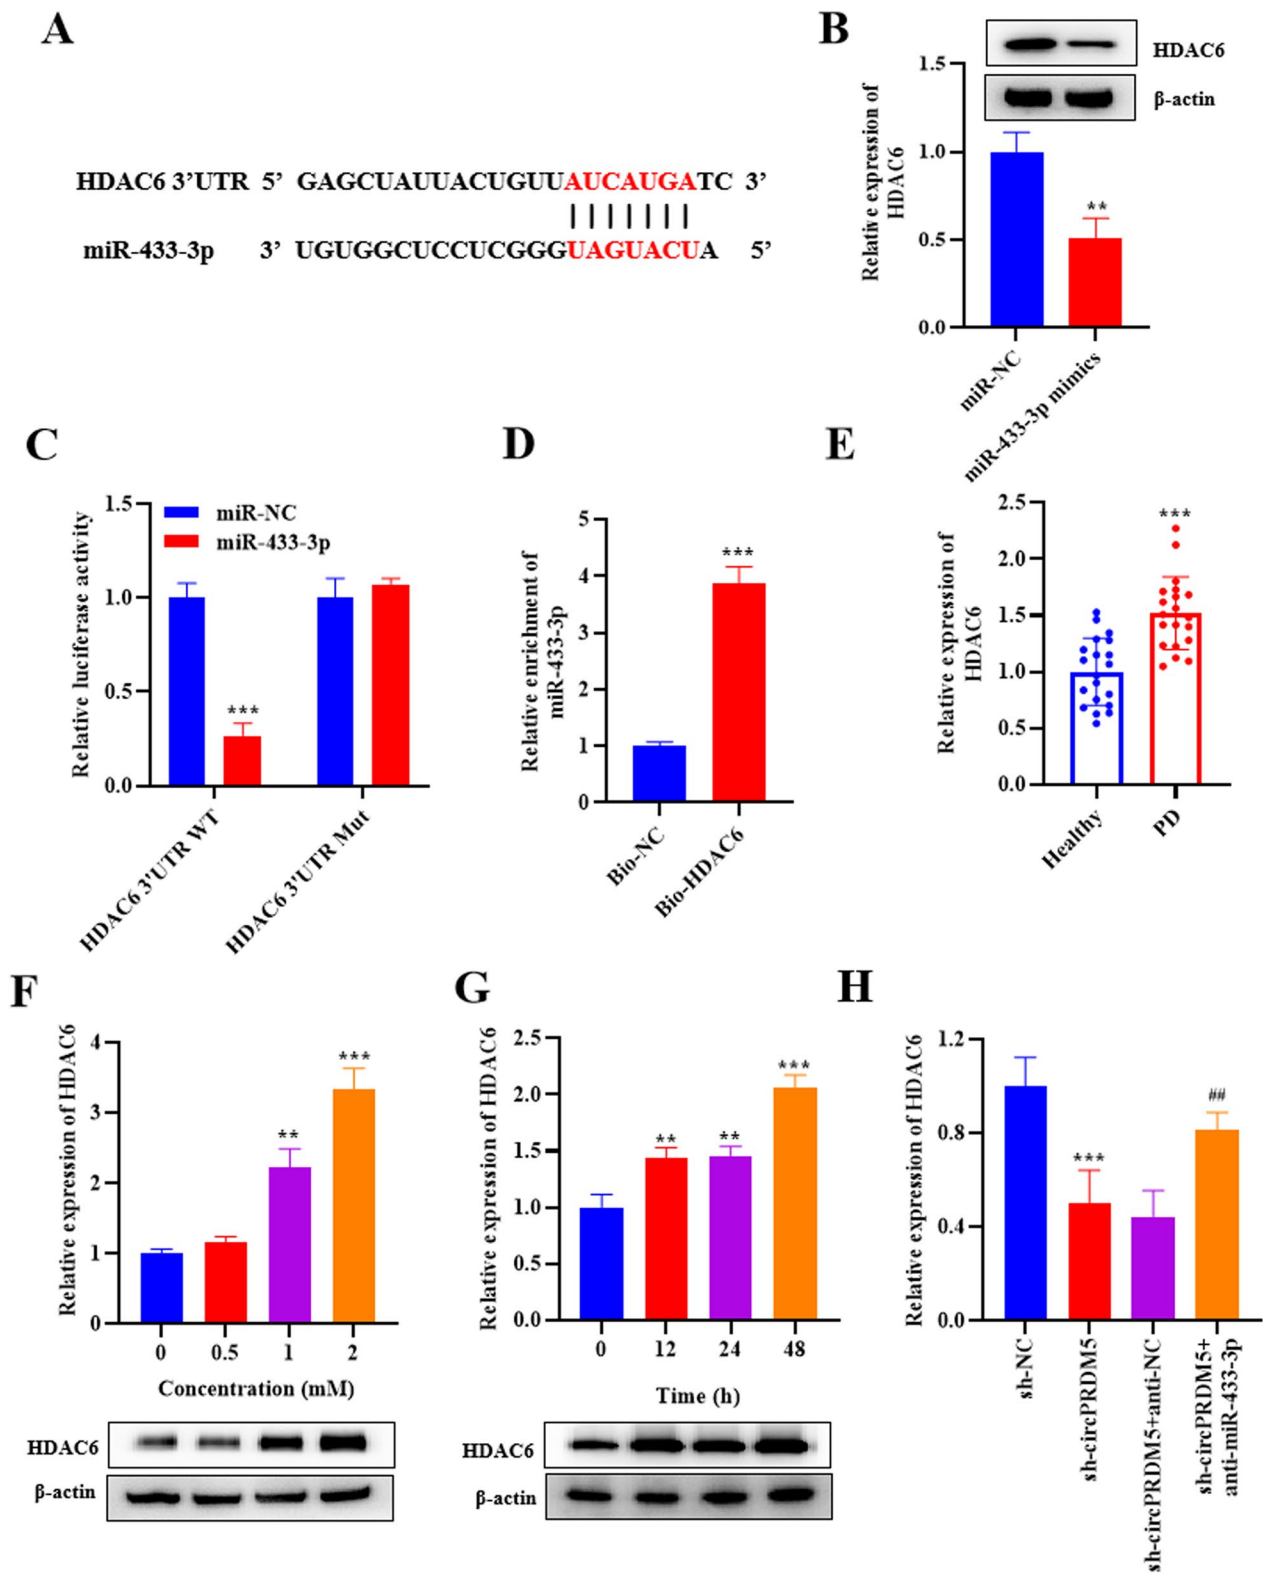 A
HDAC6 3’UTR 5’ GAGCUAUUACUGUUAUCAUGATC 3’
miR-433-3p 3’ UGUGGCUCCUCGGGUAGUACUA 5’
B
HDAC6
β-actin
Relative expression of
HDAC6
1.5
1.0
0.5
0.0
**
miR-NC
miR-433-3p mimics
C
Relative luciferase activity
1.5
1.0
0.5
0.0
miR-NC
miR-433-3p
***
HDAC6 3'UTR WT
HDAC6 3'UTR Mut
D
Relative enrichment of
miR-433-3p
5
4
3
2
1
0
***
Bio-NC
Bio-HDAC6
E
Relative expression of
HDAC6
2.5
2.0
1.5
1.0
0.5
0.0
***
Healthy
PD
F
Relative expression of HDAC6
4
3
2
1
0
**
***
0 0.5 1 2
Concentration (mM)
HDAC6
β-actin
G
Relative expression of HDAC6
2.5
2.0
1.5
1.0
0.5
0.0
**
**
***
0 12 24 48
Time (h)
HDAC6
β-actin
H
Relative expression of HDAC6
1.2
0.8
0.4
0.0
***
##
sh-NC
sh-circPRDM5
sh-circPRDM5+anti-NC
sh-circPRDM5+
anti-miR-433-3p